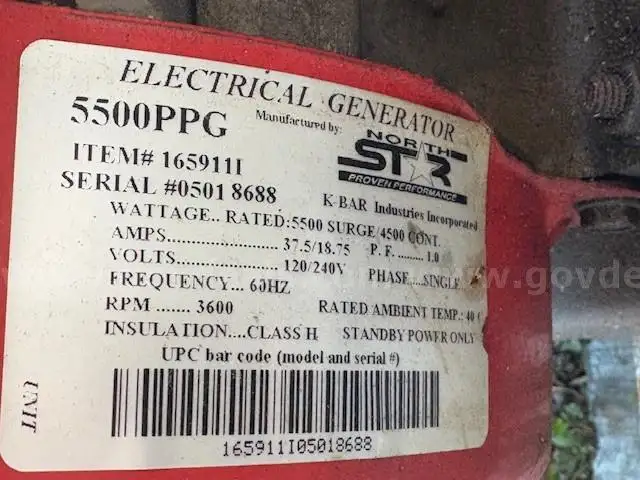 ELECTRICAL GENERATOR
5500PPG
Manufactured by:
NORTH
STAR
PROVEN PERFORMANCE
ITEM# 165911I
SERIAL #0501 8688
K-BAR Industries Incorporated
WATTAGE.. RATED:5500 SURGE/4500 CONT.
AMPS........................ 37.5/18.75 P. F. ......... 1.0
VOLTS........................ 120/240V PHASE.....SINGLE
FREQUENCY.... 60HZ
RPM ....... 3600 RATED AMBIENT TEMP.: 40 C
INSULATION....CLASS H STANDBY POWER ONLY
UPC bar code (model and serial #)
UNIT
165911I05018688
www.govde